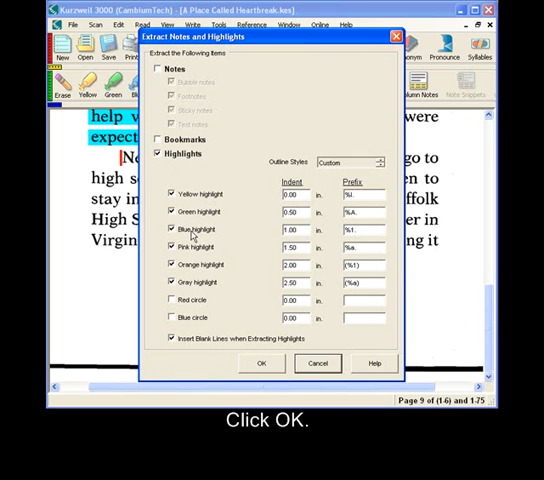 Kurzweil 3000 (CambiumTech) - [A Place Called Heartbreak.kes]
File Edit Scan
Tools Reference Window Online Help
New Open Save Print
Pronounce Syllables
Erase Yellow Green
Column Notes Note Snippets
help v
were
expect
go to
high s
en to
stay in
ffolk
High S
er in
Virgin
ng it
Extract Notes and Highlights
Extract the Following Items
Notes
Bubble notes
Footnotes
Sticky notes
Text notes
Bookmarks
Highlights
Outline Styles Custom
Indent Prefix
Yellow highlight 0.00 in. %I.
Green highlight 0.50 in. %A.
Blue highlight 1.00 in. %1.
Pink highlight 1.50 in. %a.
Orange highlight 2.00 in. (%1)
Gray highlight 2.50 in. (%a)
Red circle 0.00 in.
Blue circle 0.00 in.
Insert Blank Lines when Extracting Highlights
OK Cancel Help
Page 9 of (1-6) and 1-75
Click OK.